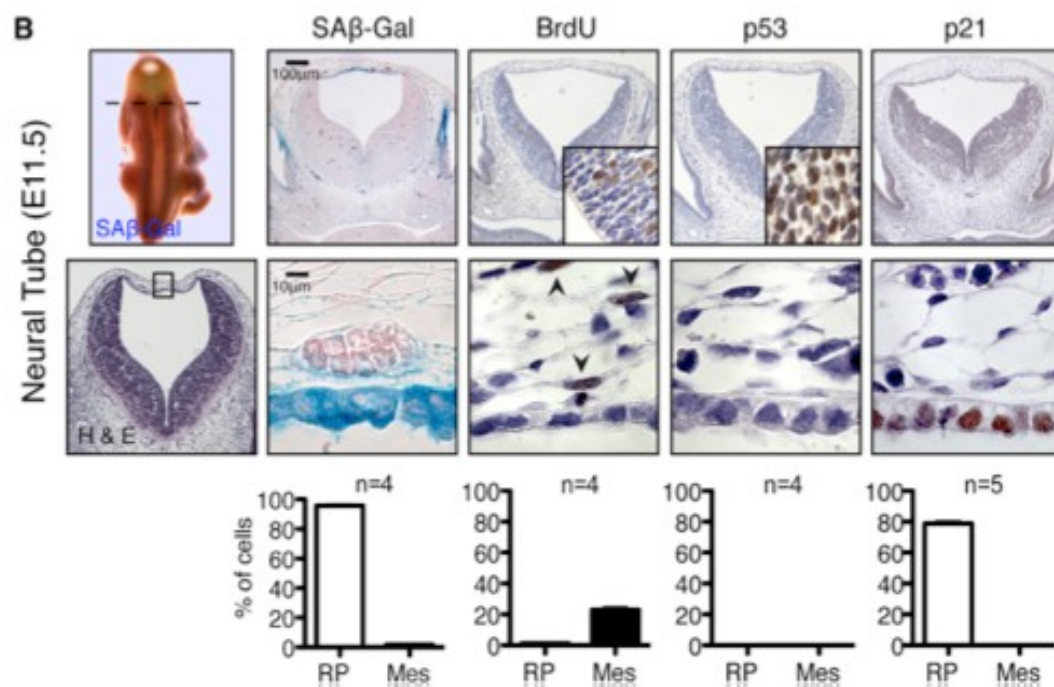 B
SAβ-Gal BrdU p53 p21
Neural Tube (E11.5)
SAβ-Gal
100μm
H & E
10μm
% of cells
n=4
100
80
60
40
20
0
RP Mes
n=4
100
80
60
40
20
0
RP Mes
n=4
100
80
60
40
20
0
RP Mes
n=5
100
80
60
40
20
0
RP Mes